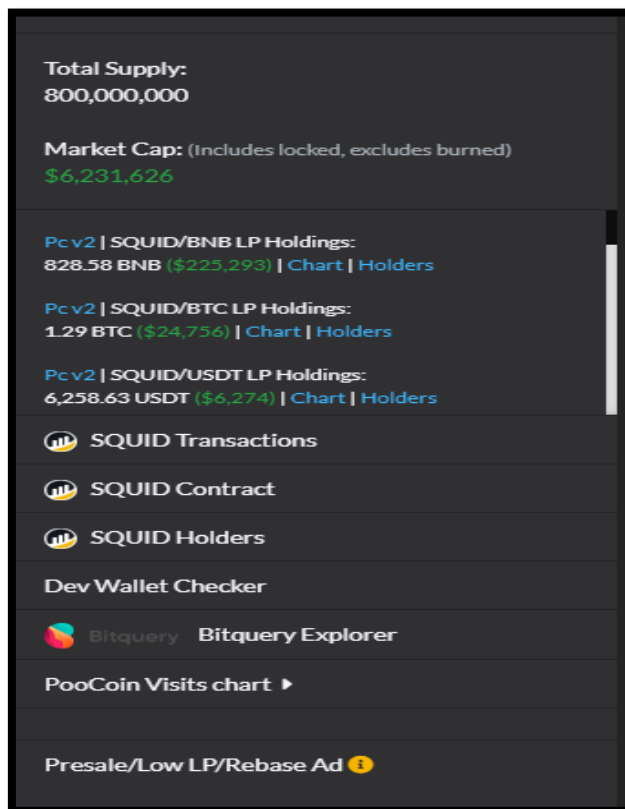 Total Supply:
800,000,000
Market Cap: (Includes locked, excludes burned)
$6,231,626
Pc v2 | SQUID/BNB LP Holdings:
828.58 BNB ($225,293) | Chart | Holders
Pc v2 | SQUID/BTC LP Holdings:
1.29 BTC ($24,756) | Chart | Holders
Pc v2 | SQUID/USDT LP Holdings:
6,258.63 USDT ($6,274) | Chart | Holders
SQUID Transactions
SQUID Contract
SQUID Holders
Dev Wallet Checker
Bitquery Bitquery Explorer
PooCoin Visits chart
Presale/Low LP/Rebase Ad